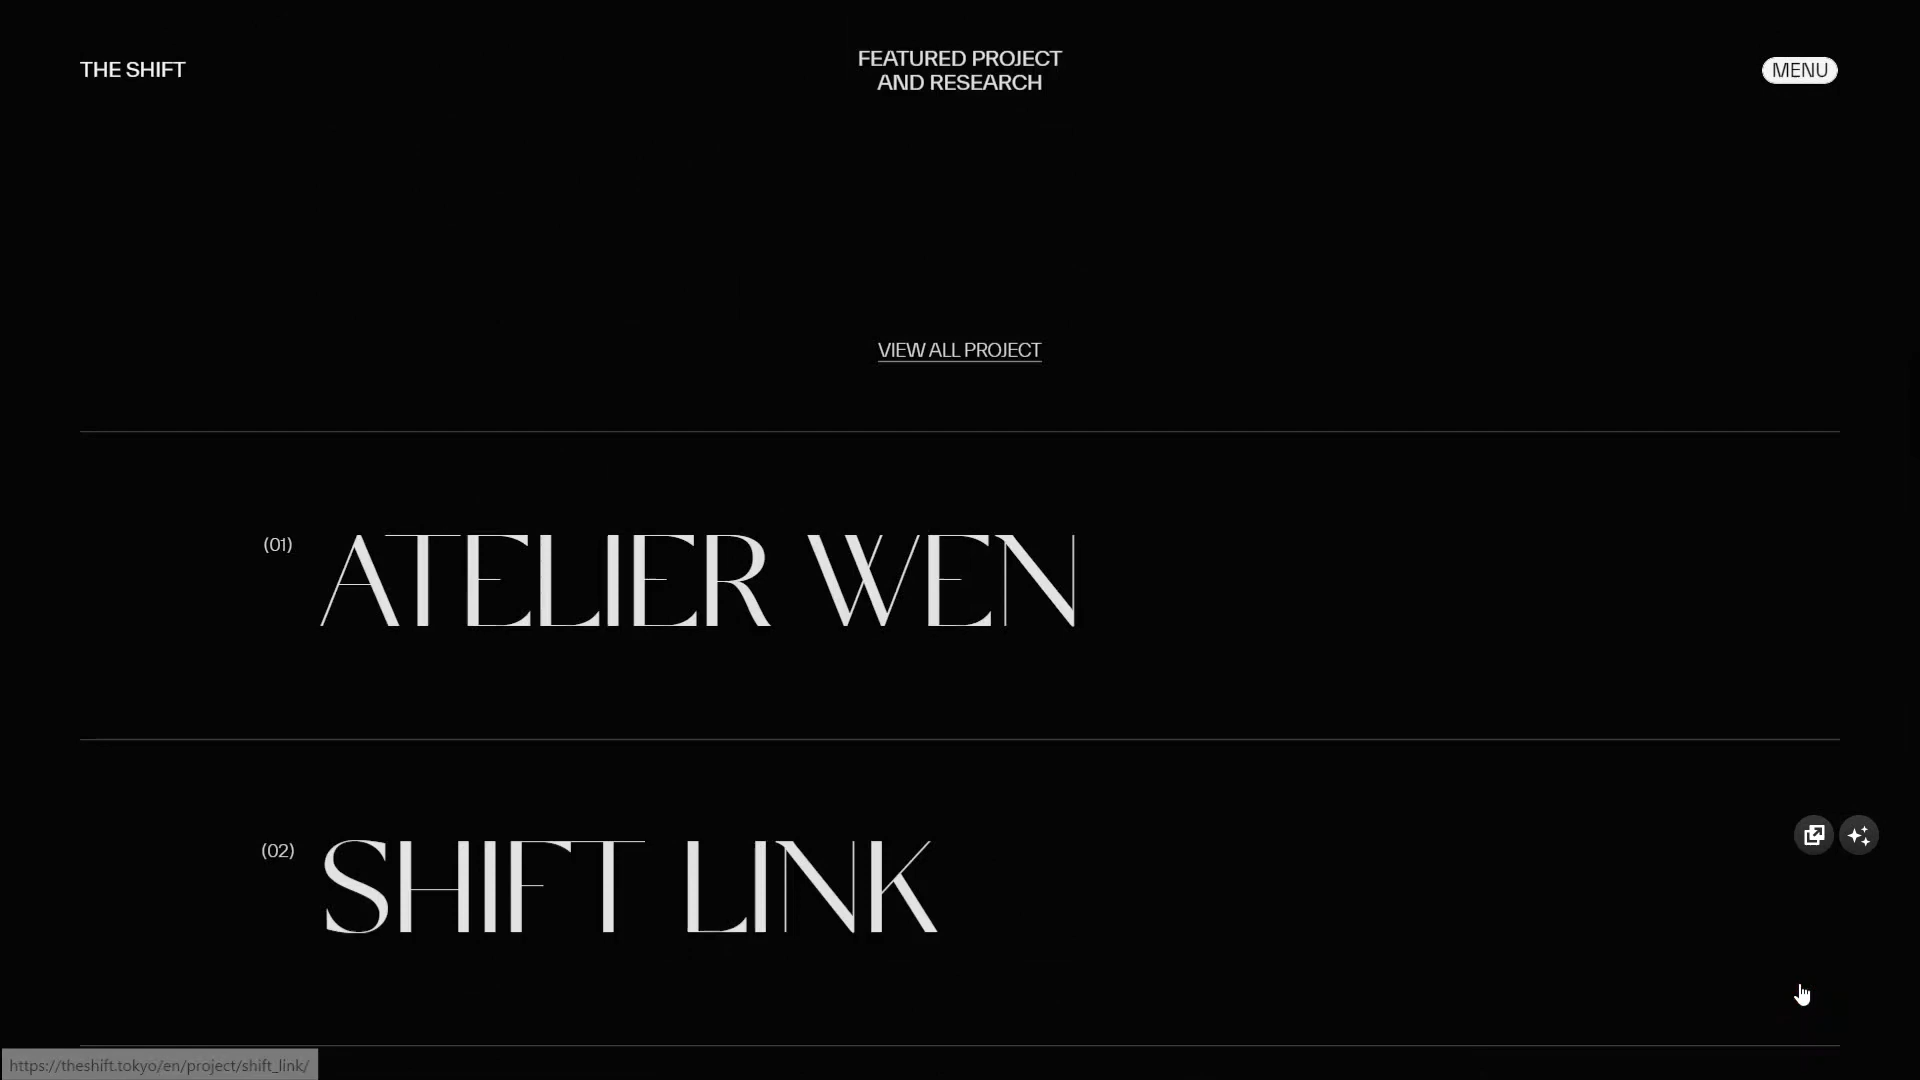 THE SHIFT
FEATURED PROJECT
AND RESEARCH
MENU
VIEW ALL PROJECT
(01)
ATELIER WEN
(02)
SHIFT LINK
https://theshift.tokyo/en/project/shift_link/